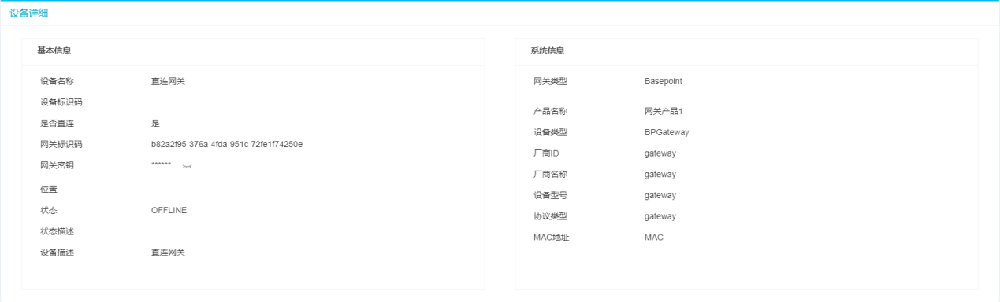 设备详细
基本信息
设备名称 直连网关
设备标识码
是否直连 是
网关标识码 b82a2f95-376a-4fda-951c-72fe1f74250e
网关密钥 ******
位置
状态 OFFLINE
状态描述
设备描述 直连网关
系统信息
网关类型 Basepoint
产品名称 网关产品1
设备类型 BPGateway
厂商ID gateway
厂商名称 gateway
设备型号 gateway
协议类型 gateway
MAC地址 MAC